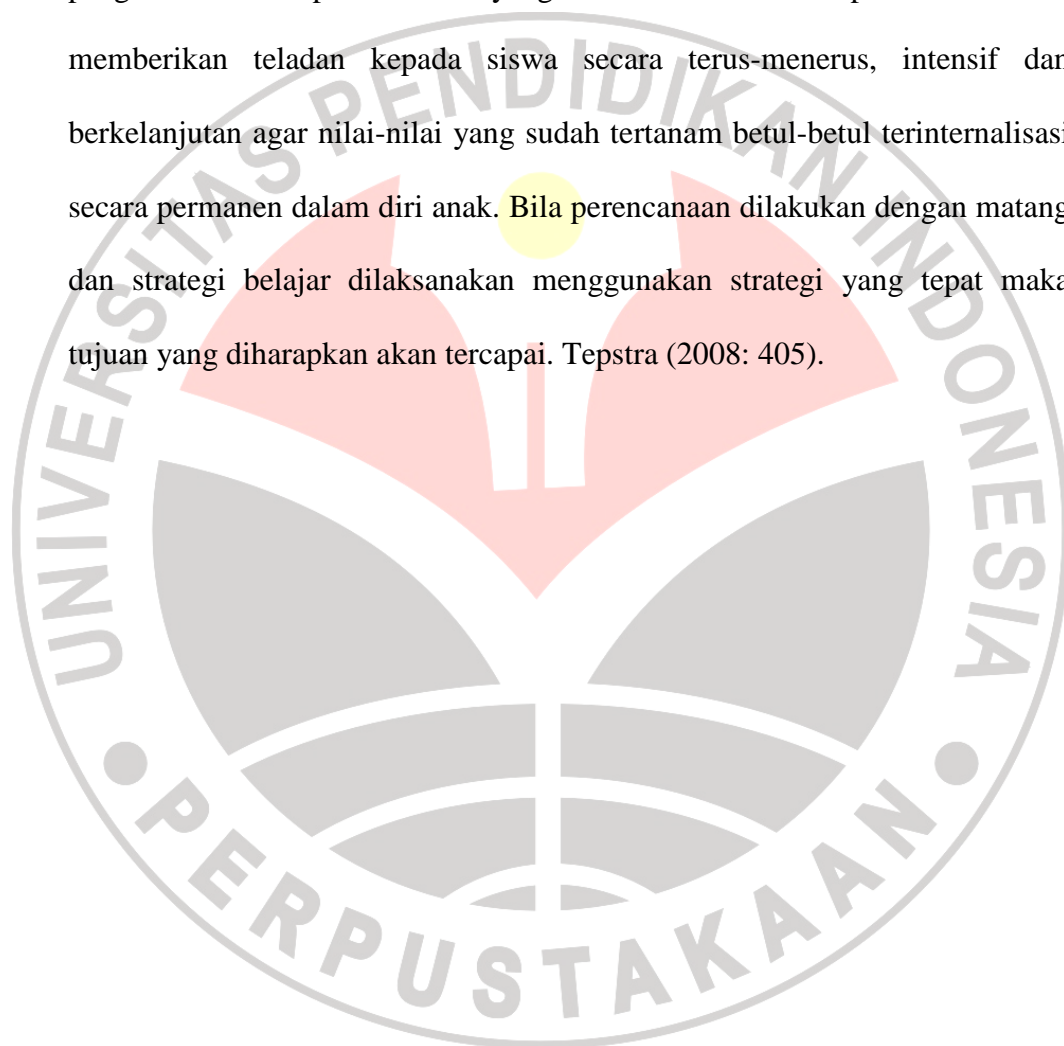 memberikan teladan kepada siswa secara terus-menerus, intensif dan
berkelanjutan agar nilai-nilai yang sudah tertanam betul-betul terinternalisasi
secara permanen dalam diri anak. Bila perencanaan dilakukan dengan matang
dan strategi belajar dilaksanakan menggunakan strategi yang tepat maka
tujuan yang diharapkan akan tercapai. Tepstra (2008: 405).
UNIVERSITAS PENDIDIKAN INDONESIA
PERPUSTAKAAN